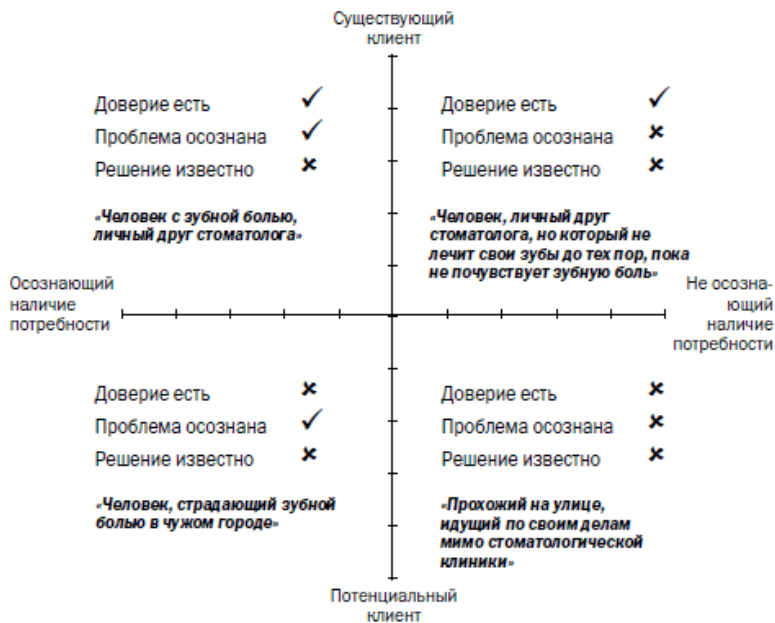 Существующий
клиент
Доверие есть ✓
Проблема осознана ✓
Решение известно ✗
«Человек с зубной болью,
личный друг стоматолога»
Доверие есть ✓
Проблема осознана ✗
Решение известно ✗
«Человек, личный друг
стоматолога, но который не
лечит свои зубы до тех пор, пока
не почувствует зубную боль»
Осознающий
наличие
потребности
Не осозна-
ющий
наличие
потребности
Доверие есть ✗
Проблема осознана ✓
Решение известно ✗
«Человек, страдающий зубной
болью в чужом городе»
Доверие есть ✗
Проблема осознана ✗
Решение известно ✗
«Прохожий на улице,
идущий по своим делам
мимо стоматологической
клиники»
Потенциальный
клиент